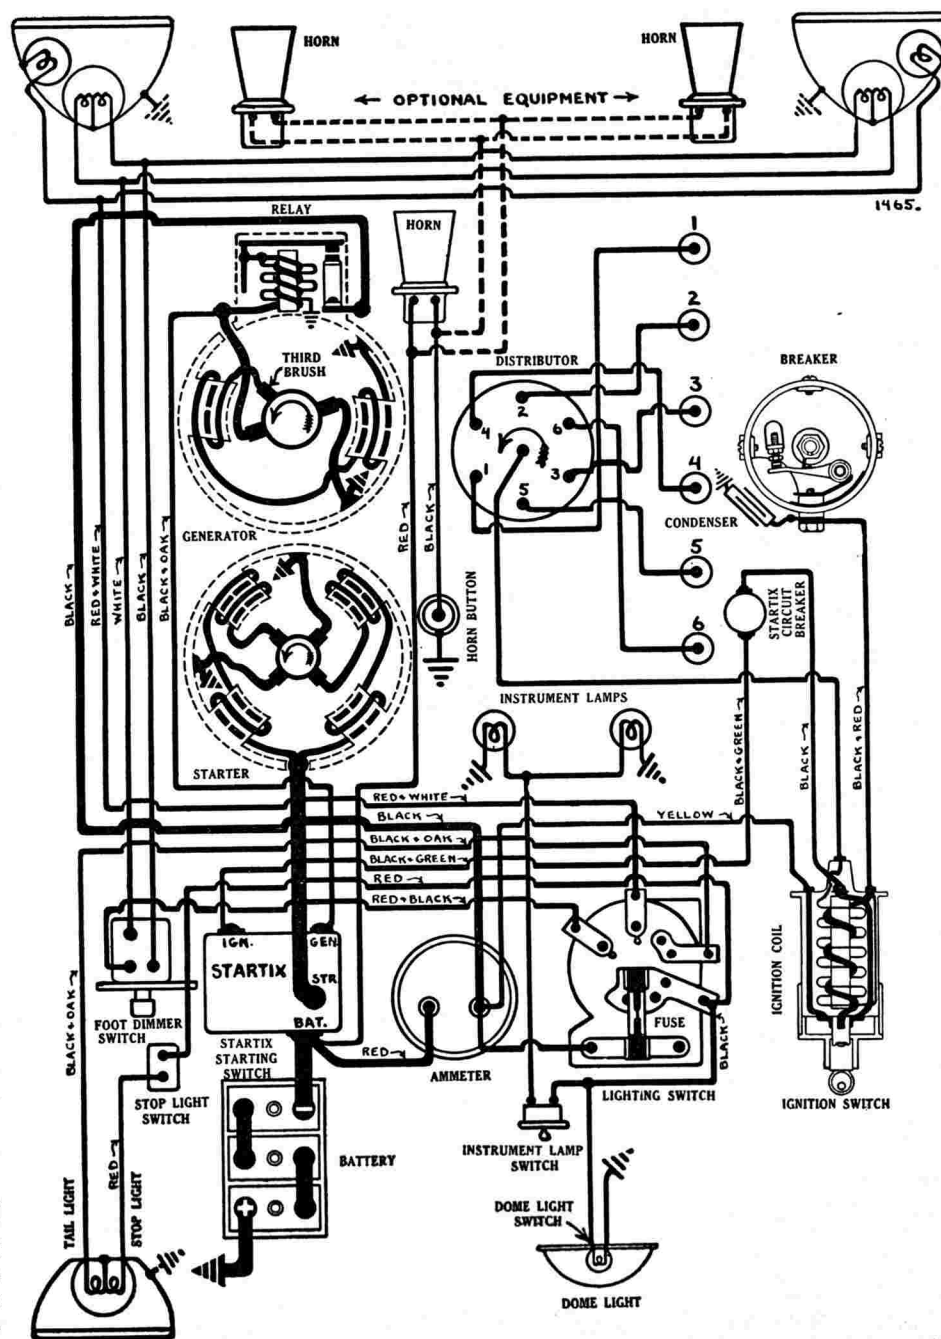 HORN
HORN
← OPTIONAL EQUIPMENT →
1465.
RELAY
HORN
1
2
3
4
5
6
THIRD
BRUSH
DISTRIBUTOR
BREAKER
2
4
6
1
3
5
GENERATOR
CONDENSER
BLACK
RED & WHITE
WHITE
BLACK
BLACK & OAK
RED
BLACK
HORN BUTTON
STARTIX
CIRCUIT
BREAKER
STARTER
INSTRUMENT LAMPS
BLACK & GREEN
BLACK
BLACK & RED
RED & WHITE
BLACK
YELLOW
BLACK & OAK
BLACK & GREEN
RED
RED & BLACK
IGN.
GEN.
STARTIX
STR.
BAT.
FOOT DIMMER
SWITCH
STARTIX
STARTING
SWITCH
RED
AMMETER
FUSE
BLACK
LIGHTING SWITCH
IGNITION COIL
IGNITION SWITCH
BLACK & OAK
STOP LIGHT
SWITCH
RED
BATTERY
INSTRUMENT LAMP
SWITCH
TAIL LIGHT
STOP LIGHT
DOME LIGHT
SWITCH
DOME LIGHT